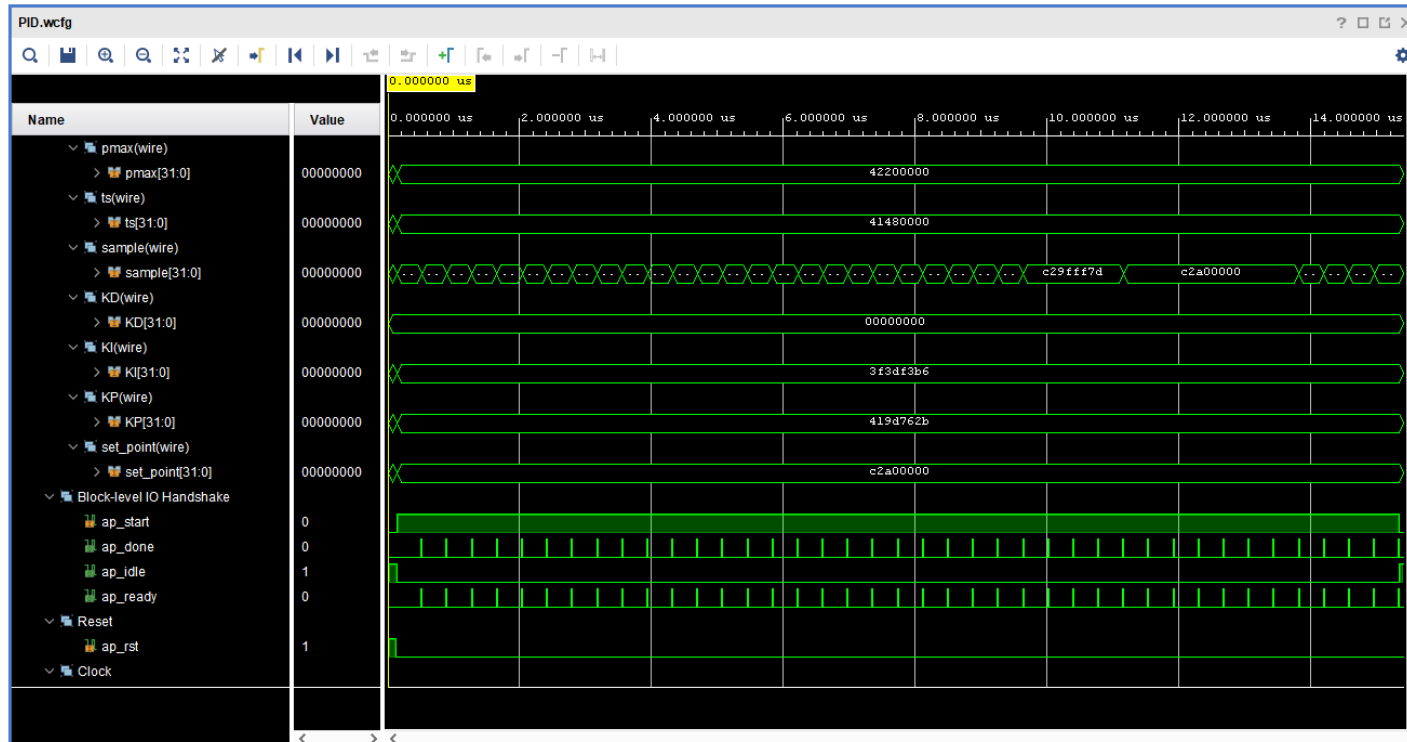 PID.wcfg
0.000000 us
Name Value 0.000000 us 2.000000 us 4.000000 us 6.000000 us 8.000000 us 10.000000 us 12.000000 us 14.000000 us
pmax(wire)
pmax[31:0] 00000000 42200000
ts(wire)
ts[31:0] 00000000 41480000
sample(wire)
sample[31:0] 00000000 c29fff7d c2a00000
KD(wire)
KD[31:0] 00000000 00000000
KI(wire)
KI[31:0] 00000000 3f3df3b6
KP(wire)
KP[31:0] 00000000 419d762b
set_point(wire)
set_point[31:0] 00000000 c2a00000
Block-level IO Handshake
ap_start 0
ap_done 0
ap_idle 1
ap_ready 0
Reset
ap_rst 1
Clock